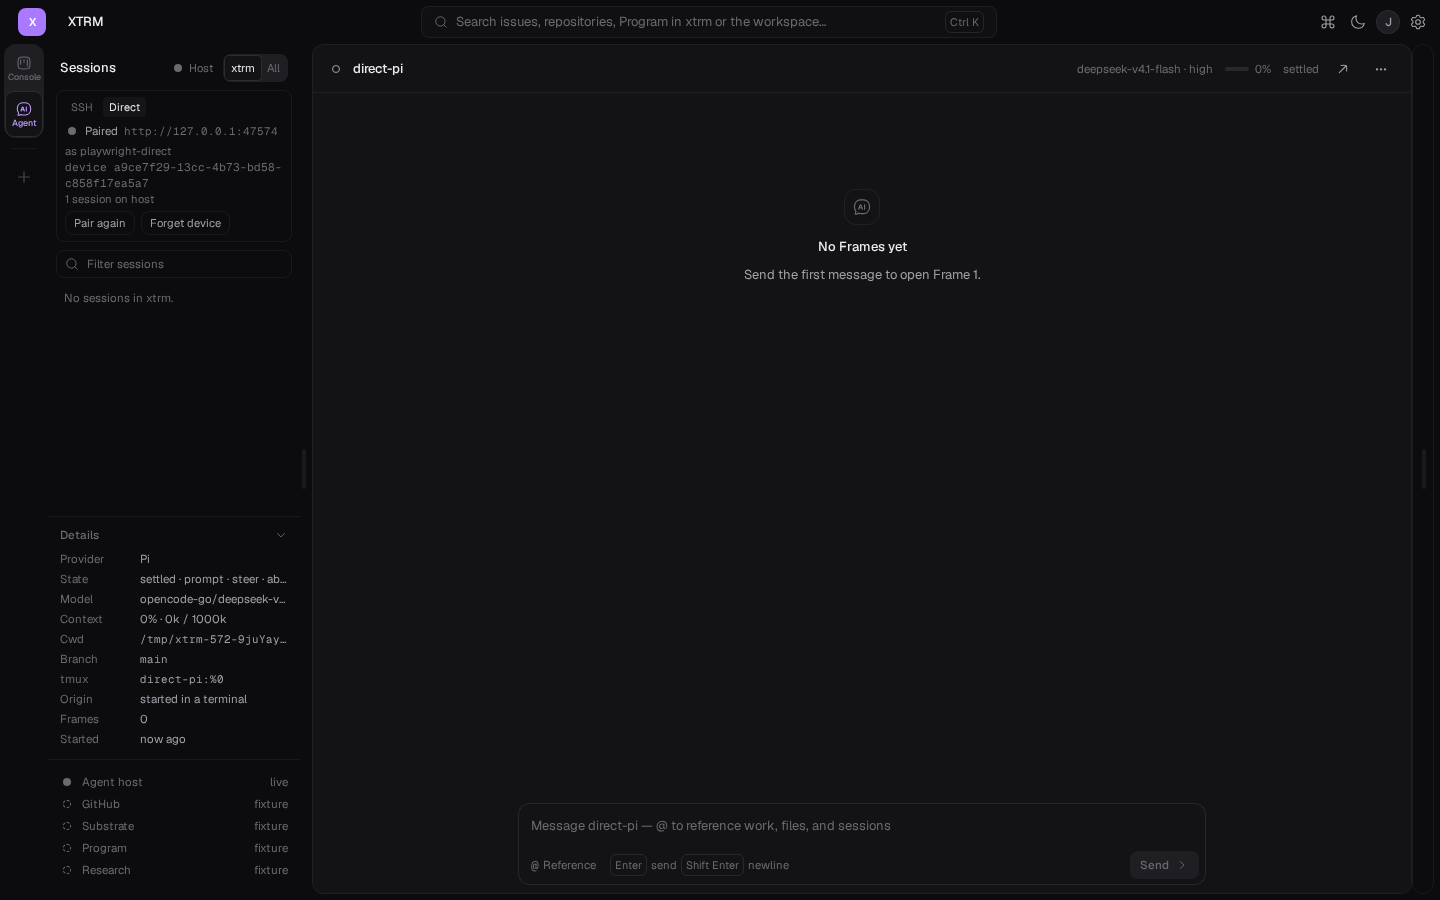 X XTRM
Search issues, repositories, Program in xtrm or the workspace… Ctrl K
J
Console
Agent
Sessions Host xtrm All
SSH Direct
Paired http://127.0.0.1:47574
as playwright-direct
device a9ce7f29-13cc-4b73-bd58-
c858f17ea5a7
1 session on host
Pair again Forget device
Filter sessions
No sessions in xtrm.
Details
Provider Pi
State settled · prompt · steer · ab…
Model opencode-go/deepseek-v…
Context 0% · 0k / 1000k
Cwd /tmp/xtrm-572-9juYay…
Branch main
tmux direct-pi:%0
Origin started in a terminal
Frames 0
Started now ago
Agent host live
GitHub fixture
Substrate fixture
Program fixture
Research fixture
direct-pi deepseek-v4.1-flash · high 0% settled
AI
No Frames yet
Send the first message to open Frame 1.
Message direct-pi — @ to reference work, files, and sessions
@ Reference Enter send Shift Enter newline Send